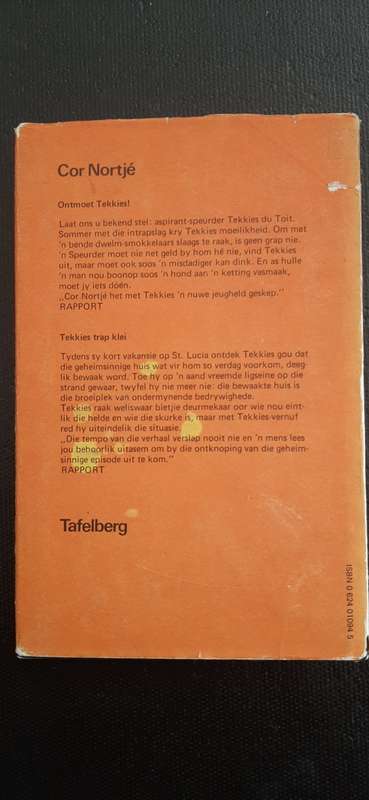 Cor Nortjé
Ontmoet Tekkies!
Laat ons u bekend stel: aspirant-speurder Tekkies du Toit.
Sommer met die intrapslag kry Tekkies moeilikheid. Om met
'n bende dwelm-smokkelaars slaags te raak, is geen grap nie.
'n Speurder moet nie net geld by hom hê nie, vind Tekkies
uit, maar moet ook soos 'n misdadiger kan dink. En as hulle
'n man nou boonop soos 'n hond aan 'n ketting vasmaak,
moet jy iets doén.
„Cor Nortjé het met Tekkies 'n nuwe jeugheld geskep."
RAPPORT
Tekkies trap klei
Tydens sy kort vakansie op St. Lucia ontdek Tekkies gou dat
die geheimsinnige huis wat vir hom so verdag voorkom, deeg-
lik bewaak word. Toe hy op 'n aand vreemde ligseine op die
strand gewaar, twyfel hy nie meer nie: die bewaakte huis is
die broeiplek van ondermynende bedrywighede.
Tekkies raak weliswaar bietjie deurmekaar oor wie nou eint-
lik die helde en wie die skurke is, maar met Tekkies-vernuf
red hy uiteindelik die situasie.
„Die tempo van die verhaal verslap nooit nie en 'n mens lees
jou behoorlik uitasem om by die ontknoping van die geheim-
sinnige episode uit te kom."
RAPPORT
Tafelberg
ISBN 0 624 01094 5